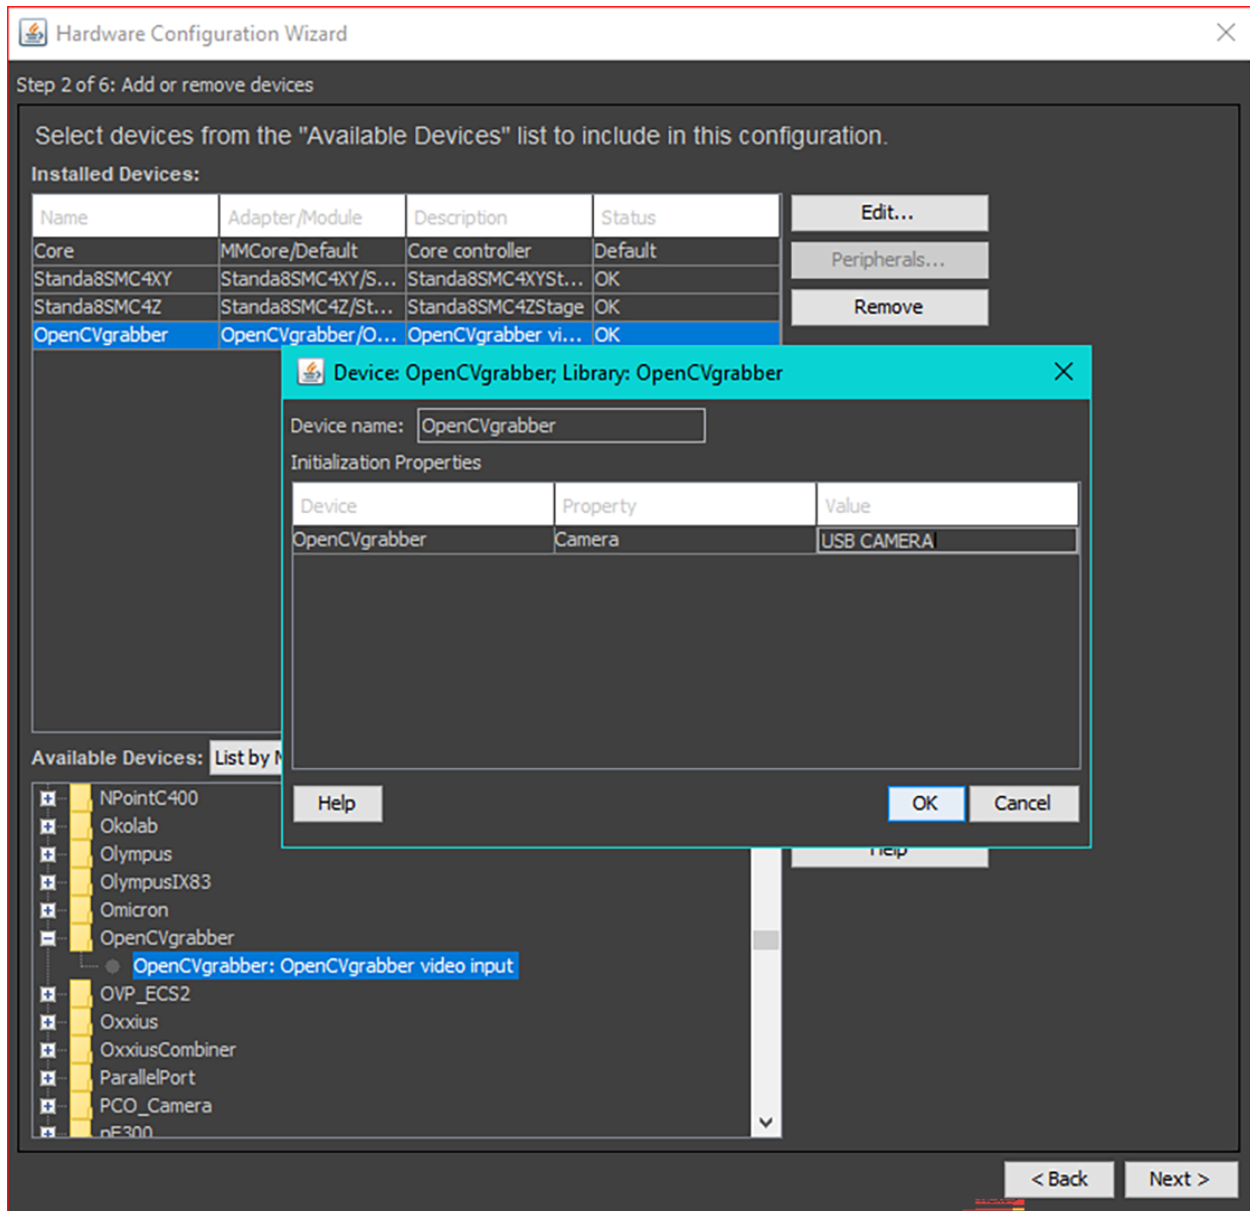 Hardware Configuration Wizard
Step 2 of 6: Add or remove devices
Select devices from the "Available Devices" list to include in this configuration.
Installed Devices:
Name Adapter/Module Description Status
Core MMCore/Default Core controller Default
Standa8SMC4XY Standa8SMC4XY/S... Standa8SMC4XYSt... OK
Standa8SMC4Z Standa8SMC4Z/St... Standa8SMC4ZStage OK
OpenCVgrabber OpenCVgrabber/O... OpenCVgrabber vi... OK
Edit...
Peripherals...
Remove
Device: OpenCVgrabber; Library: OpenCVgrabber
Device name: OpenCVgrabber
Initialization Properties
Device Property Value
OpenCVgrabber Camera USB CAMERA
Help OK Cancel
Available Devices: List by
NPointC400
Okolab
Olympus
OlympusIX83
Omicron
OpenCVgrabber
OpenCVgrabber: OpenCVgrabber video input
OVP_ECS2
Oxxius
OxxiusCombiner
ParallelPort
PCO_Camera
pE300
Help
< Back Next >